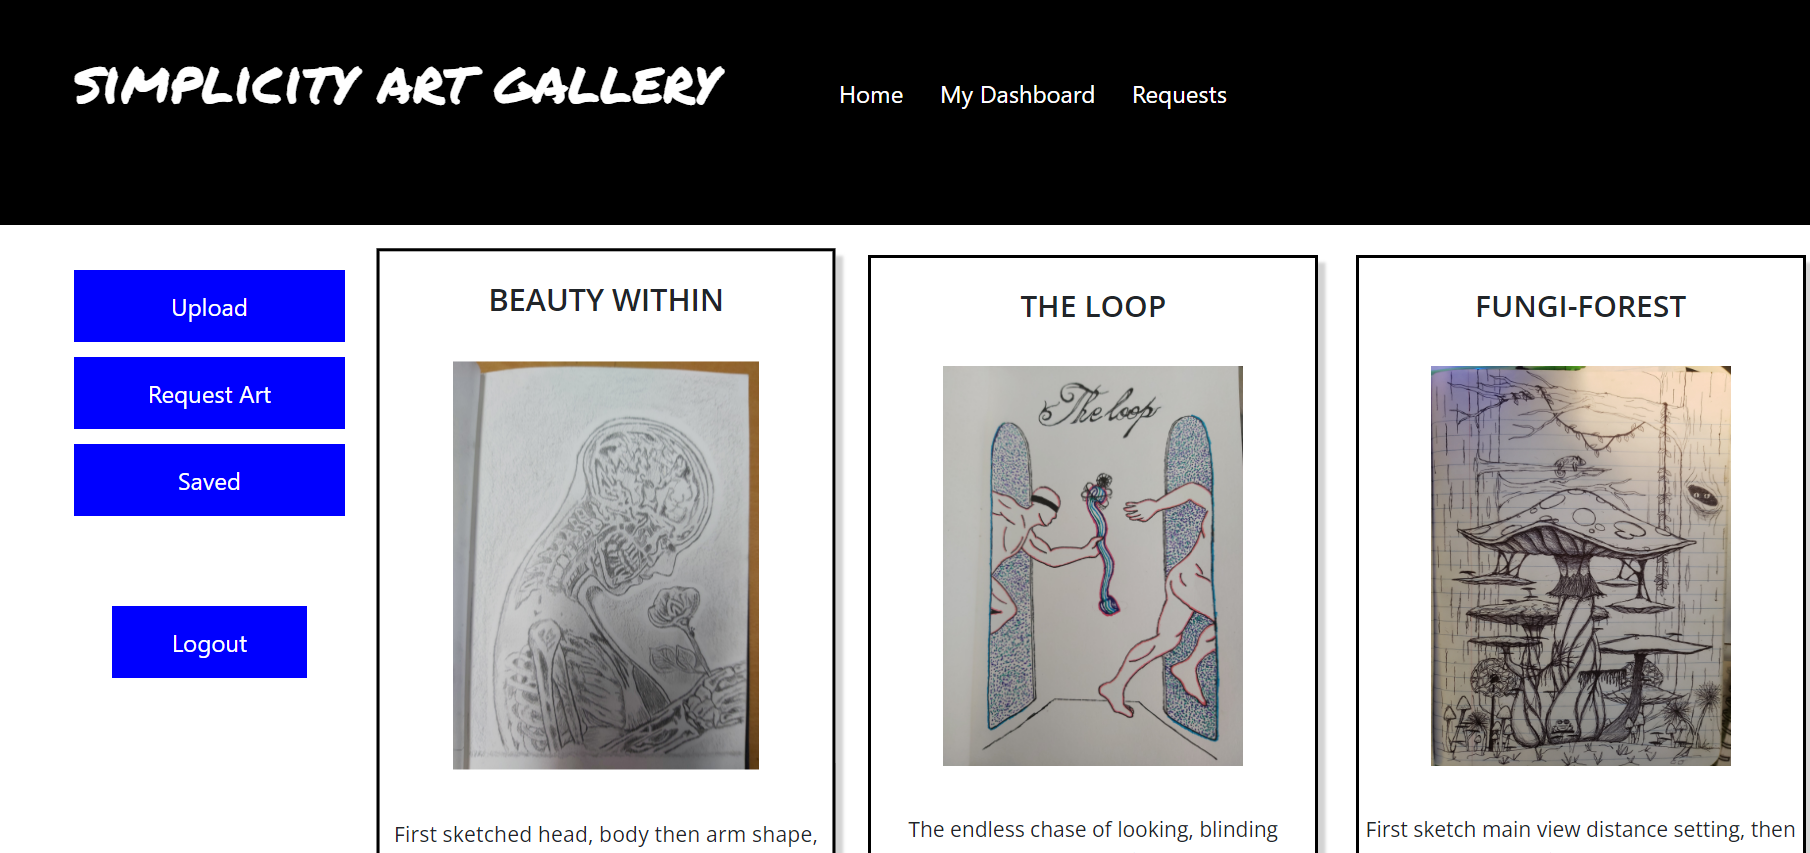 SIMPLICITY ART GALLERY
Home
My Dashboard
Requests
Upload
Request Art
Saved
Logout
BEAUTY WITHIN
First sketched head, body then arm shape,
THE LOOP
The loop
The endless chase of looking, blinding
FUNGI-FOREST
First sketch main view distance setting, then